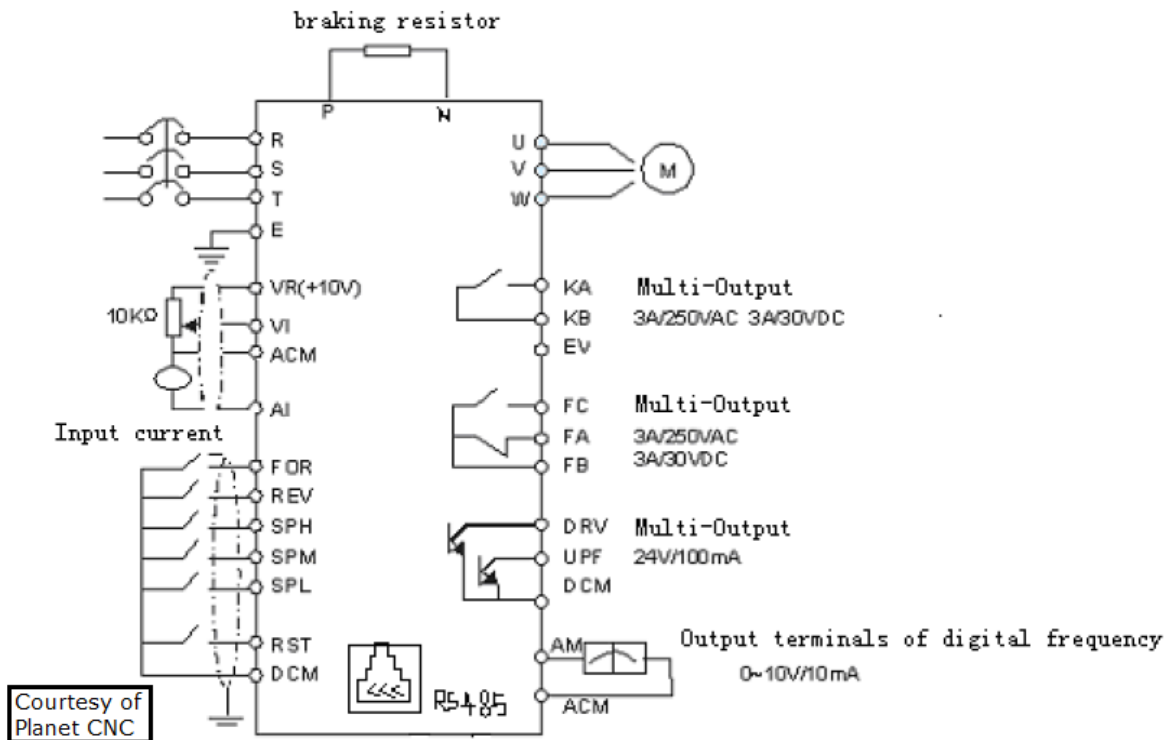 braking resistor
P N
R
S
T
E
VR(+10V)
10KΩ
VI
ACM
AI
Input current
FOR
REV
SPH
SPM
SPL
RST
DCM
Courtesy of
Planet CNC
RS485
U
V
W
M
KA Multi-Output
KB 3A/250VAC 3A/30VDC
EV
FC Multi-Output
FA 3A/250VAC
FB 3A/30VDC
DRV Multi-Output
UPF 24V/100mA
DCM
AM Output terminals of digital frequency
0~10V/10mA
ACM